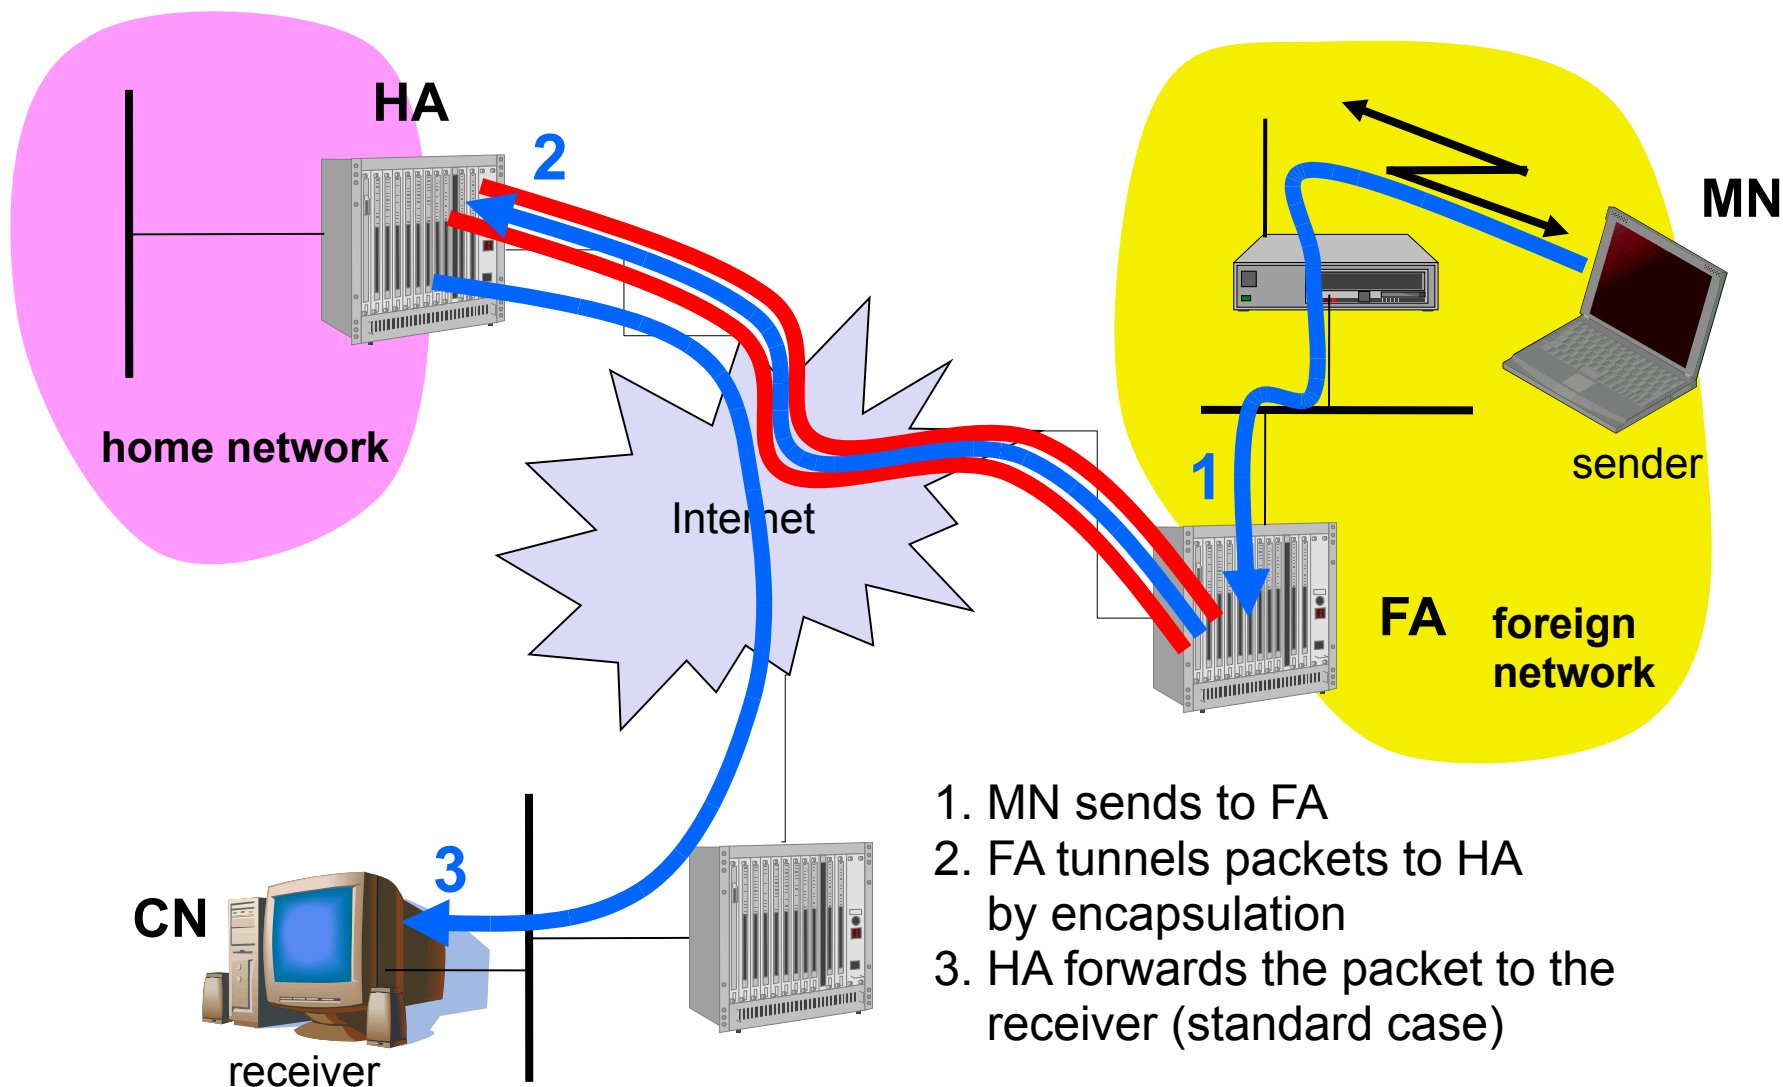 HA
2
MN
home network
sender
1
Internet
FA
foreign
network
1. MN sends to FA
2. FA tunnels packets to HA
by encapsulation
3. HA forwards the packet to the
receiver (standard case)
3
CN
receiver